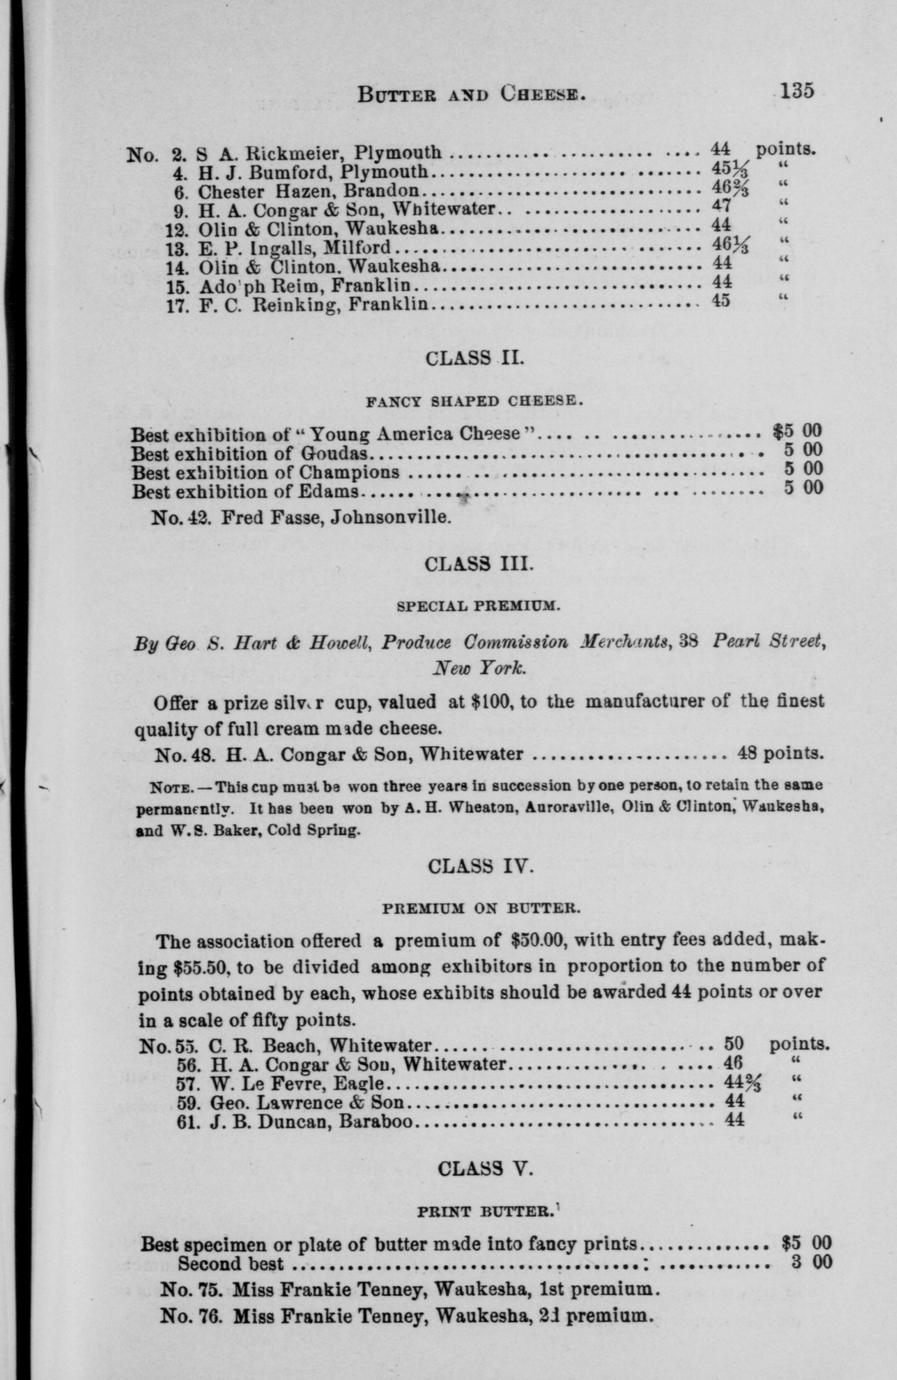 BUTTER AND CHEESE. 135
No. 2. S A. Rickmeier, Plymouth .......................... 44 points.
4. H. J. Bumford, Plymouth............................ 45⅓ “
6. Chester Hazen, Brandon.............................. 46⅔ “
9. H. A. Congar & Son, Whitewater.. .................... 47 “
12. Olin & Clinton, Waukesha............................ 44 “
13. E. P. Ingalls, Milford................................ 46⅓ “
14. Olin & Clinton. Waukesha............................ 44 “
15. Ado'ph Reim, Franklin............................... 44 “
17. F. C. Reinking, Franklin............................. 45 “
CLASS II.
FANCY SHAPED CHEESE.
Best exhibition of “Young America Cheese”.... .. ................ $5 00
Best exhibition of Goudas.......................................... 5 00
Best exhibition of Champions ...................................... 5 00
Best exhibition of Edams........................................... 5 00
No. 42. Fred Fasse, Johnsonville.
CLASS III.
SPECIAL PREMIUM.
By Geo S. Hart & Howell, Produce Commission Merchants, 38 Pearl Street,
New York.
Offer a prize silver cup, valued at $100, to the manufacturer of the finest
quality of full cream made cheese.
No. 48. H. A. Congar & Son, Whitewater ..................... 48 points.
NOTE. — This cup must be won three years in succession by one person, to retain the same
permanently. It has been won by A. H. Wheaton, Auroraville, Olin & Clinton, Waukesha,
and W. S. Baker, Cold Spring.
CLASS IV.
PREMIUM ON BUTTER.
The association offered a premium of $50.00, with entry fees added, mak-
ing $55.50, to be divided among exhibitors in proportion to the number of
points obtained by each, whose exhibits should be awarded 44 points or over
in a scale of fifty points.
No. 55. C. R. Beach, Whitewater............................. 50 points.
56. H. A. Congar & Son, Whitewater..................... 46 “
57. W. Le Fevre, Eagle.................................. 44⅔ “
59. Geo. Lawrence & Son................................. 44 “
61. J. B. Duncan, Baraboo................................ 44 “
CLASS V.
PRINT BUTTER.
Best specimen or plate of butter made into fancy prints.............. $5 00
Second best .................................................. 3 00
No. 75. Miss Frankie Tenney, Waukesha, 1st premium.
No. 76. Miss Frankie Tenney, Waukesha, 2d premium.